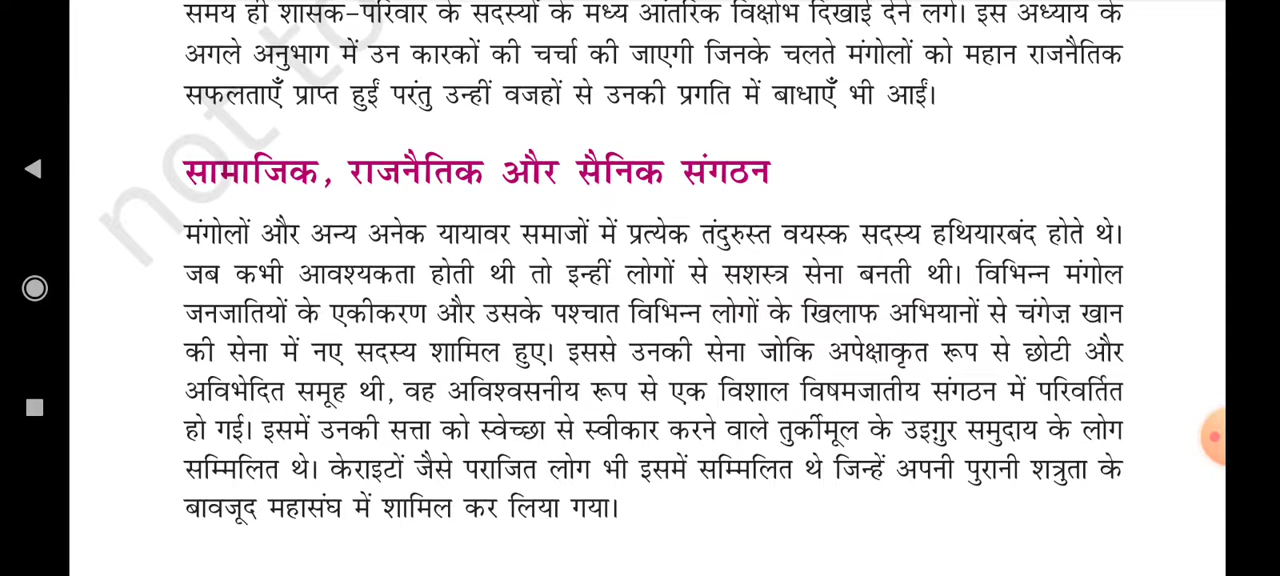 समय ही शासक-परिवार के सदस्यों के मध्य आंतरिक विक्षोभ दिखाई देने लगे। इस अध्याय के
अगले अनुभाग में उन कारकों की चर्चा की जाएगी जिनके चलते मंगोलों को महान राजनैतिक
सफलताएँ प्राप्त हुईं परंतु उन्हीं वजहों से उनकी प्रगति में बाधाएँ भी आईं।
सामाजिक, राजनैतिक और सैनिक संगठन
मंगोलों और अन्य अनेक यायावर समाजों में प्रत्येक तंदुरुस्त वयस्क सदस्य हथियारबंद होते थे।
जब कभी आवश्यकता होती थी तो इन्हीं लोगों से सशस्त्र सेना बनती थी। विभिन्न मंगोल
जनजातियों के एकीकरण और उसके पश्चात विभिन्न लोगों के खिलाफ अभियानों से चंगेज़ खान
की सेना में नए सदस्य शामिल हुए। इससे उनकी सेना जोकि अपेक्षाकृत रूप से छोटी और
अविभेदित समूह थी, वह अविश्वसनीय रूप से एक विशाल विषमजातीय संगठन में परिवर्तित
हो गई। इसमें उनकी सत्ता को स्वेच्छा से स्वीकार करने वाले तुर्कीमूल के उइग़ुर समुदाय के लोग
सम्मिलित थे। केराइटों जैसे पराजित लोग भी इसमें सम्मिलित थे जिन्हें अपनी पुरानी शत्रुता के
बावजूद महासंघ में शामिल कर लिया गया।
not to